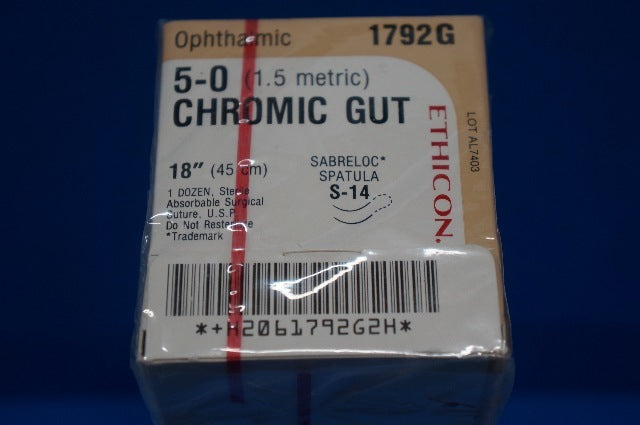 Ophthalmic 1792G
5-0 (1.5 metric)
CHROMIC GUT
ETHICON.
LOT AL7403
18" (45 cm)
1 DOZEN, Sterile
Absorbable Surgical
Suture, U.S.P.
Do Not Resterilize
*Trademark
SABRELOC*
SPATULA
S-14
*+H2061792G2H*